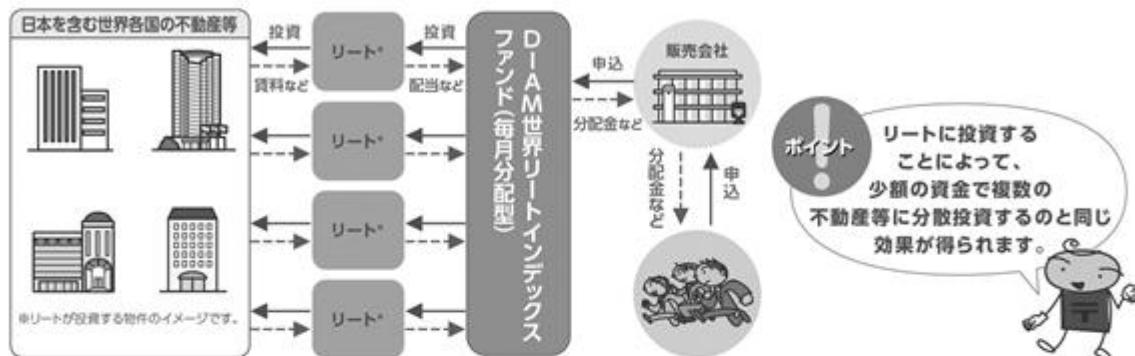 日本を含む世界各国の不動産等
※リートが投資する物件のイメージです。
投資
賃料など
リート*
リート*
リート*
リート*
投資
配当など
DIAM世界リートインデックス
ファンド(毎月分配型)
申込
分配金など
販売会社
分配金など
申込
ポイント
リートに投資する
ことによって、
少額の資金で複数の
不動産等に分散投資するのと同じ
効果が得られます。